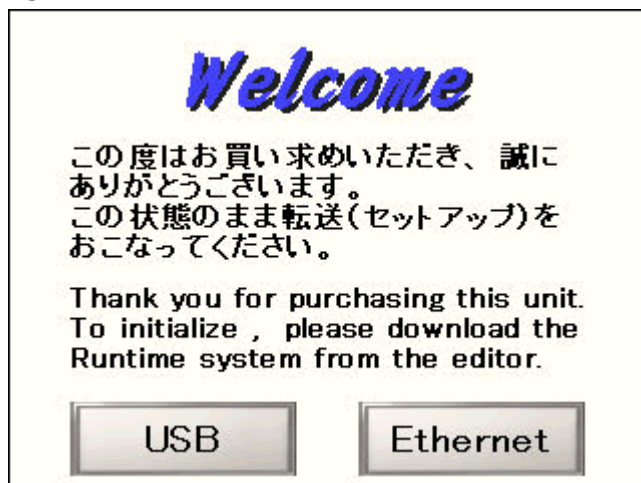 Welcome
この度はお買い求めいただき、誠に
ありがとうございます。
この状態のまま転送(セットアップ)を
おこなってください。
Thank you for purchasing this unit.
To initialize , please download the
Runtime system from the editor.
USB
Ethernet